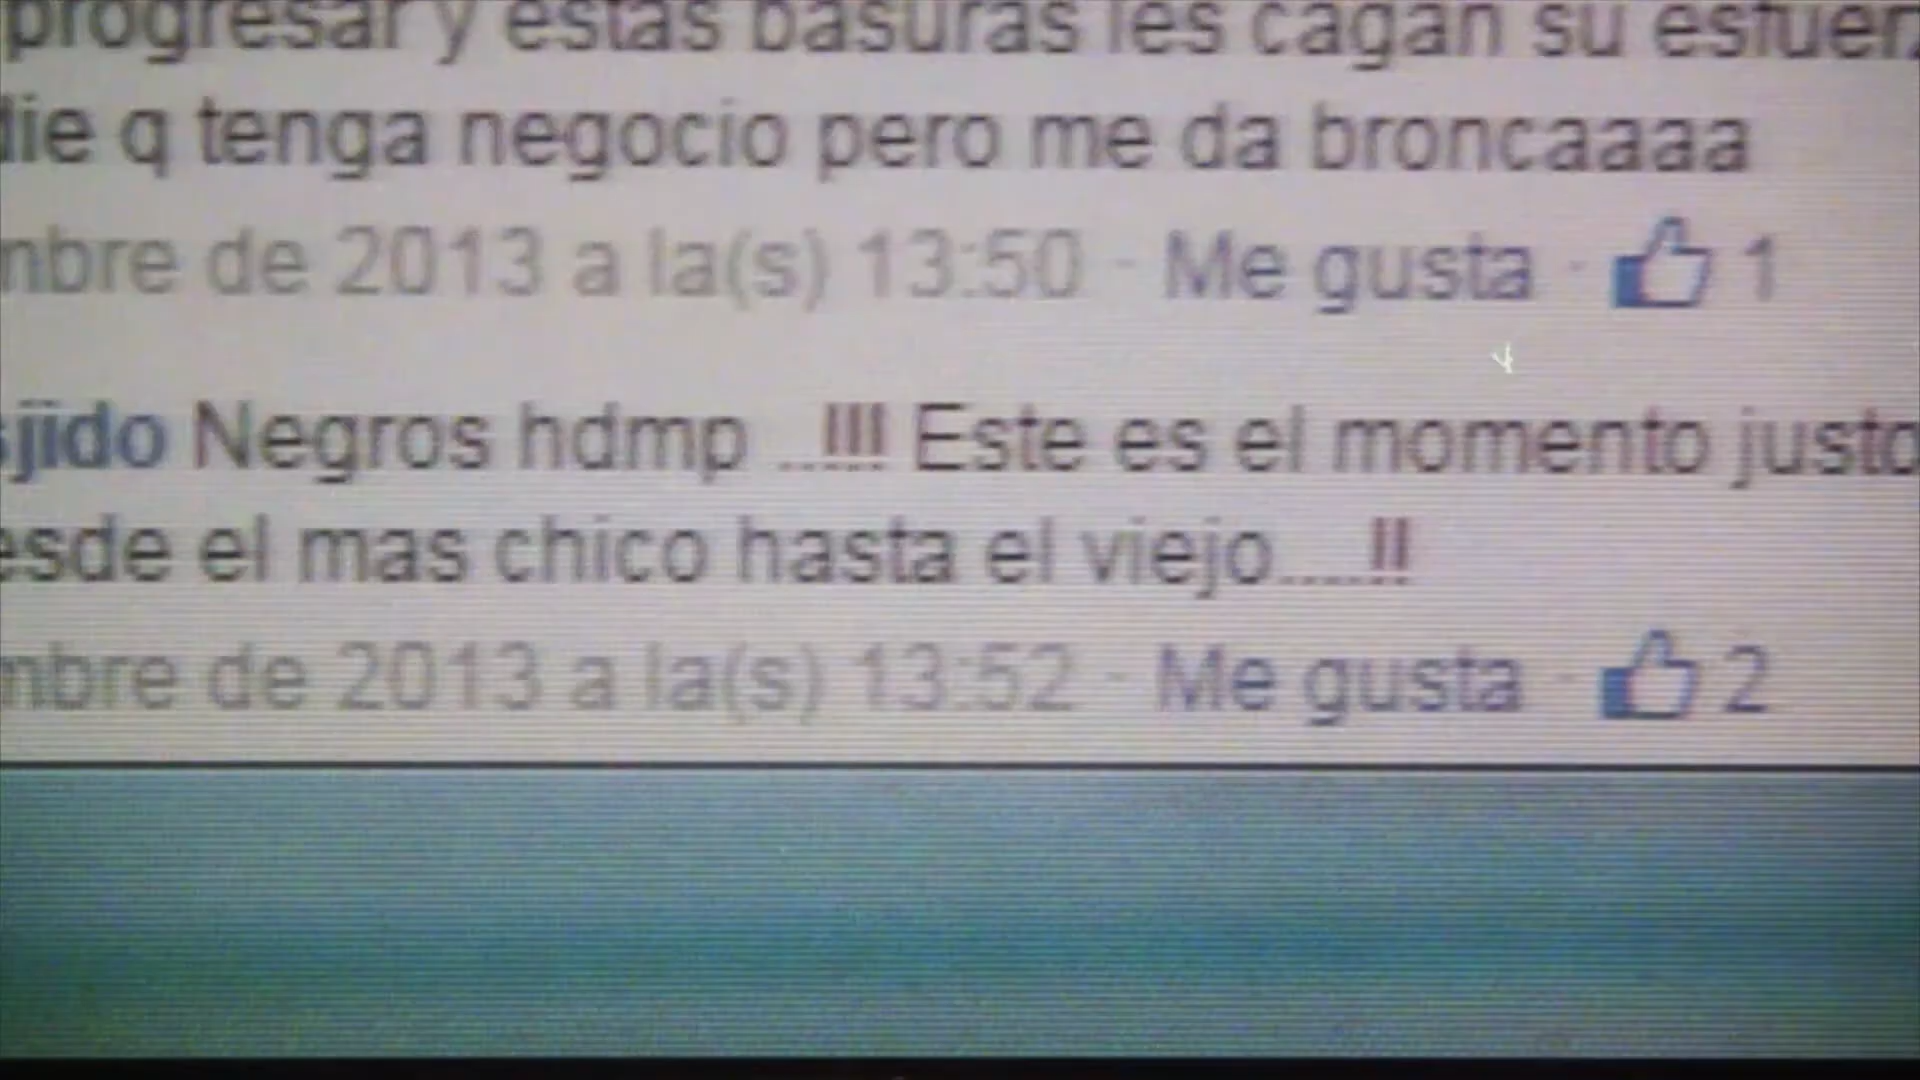 progresar y estas basuras les cagan su esfuerz
die q tenga negocio pero me da broncaaaa
mbre de 2013 a la(s) 13:50 · Me gusta · 1
sjido Negros hdmp ..!!! Este es el momento justo
esde el mas chico hasta el viejo.....!!
mbre de 2013 a la(s) 13:52 · Me gusta · 2